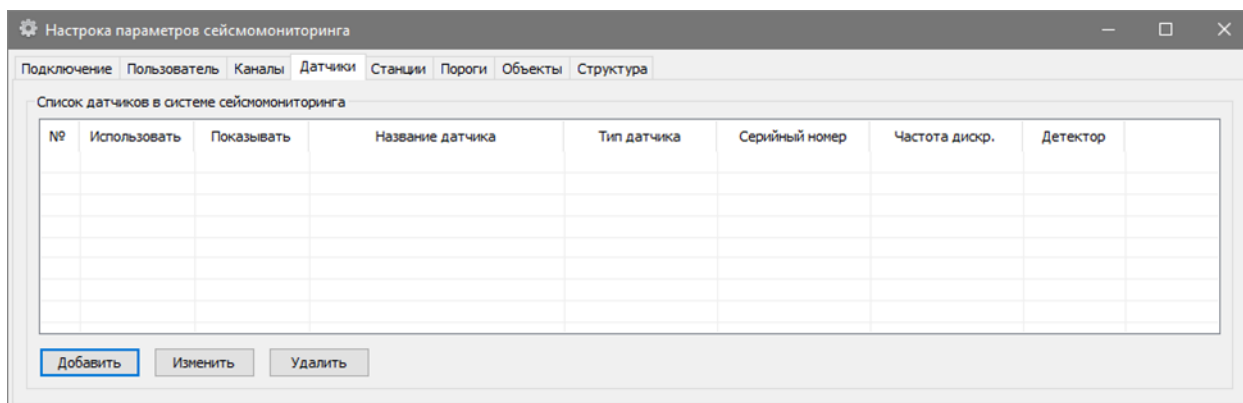 Настрока параметров сейсмомониторинга
Подключение Пользователь Каналы Датчики Станции Пороги Объекты Структура
Список датчиков в системе сейсмомониторинга
№ Использовать Показывать Название датчика Тип датчика Серийный номер Частота дискр. Детектор
Добавить Изменить Удалить